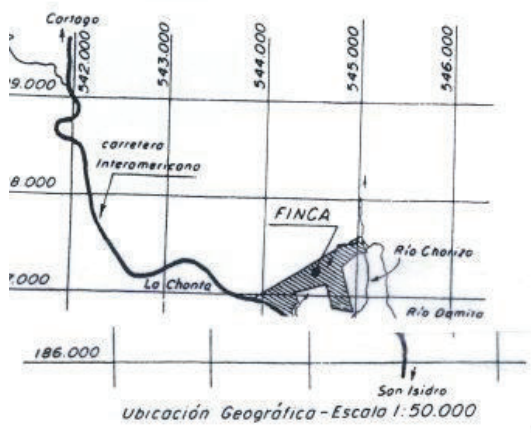 Cartago
542.000
543.000
544.000
545.000
546.000
9.000
carretera
Interamericana
8.000
FINCA
Río Chorizo
7.000
La Chonta
Río Damita
186.000
San Isidro
Ubicación Geográfica-Escala 1:50.000